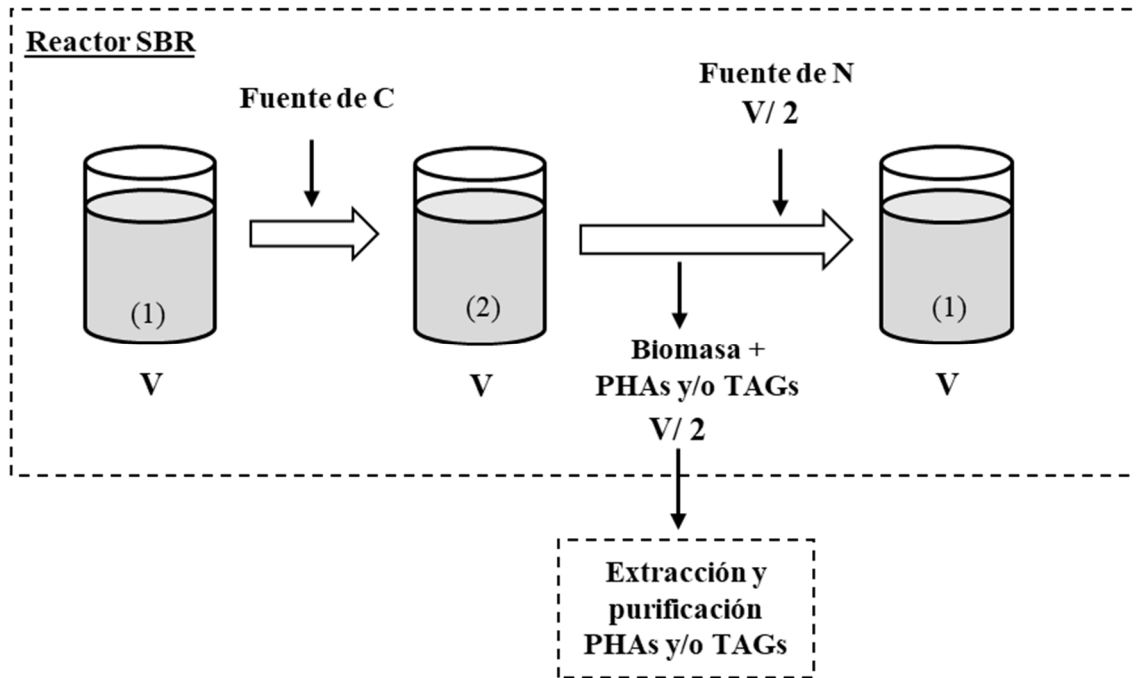 Reactor SBR
Fuente de C
Fuente de N
V/ 2
(1)
(2)
(1)
V
V
V
Biomasa +
PHAs y/o TAGs
V/ 2
Extracción y
purificación
PHAs y/o TAGs